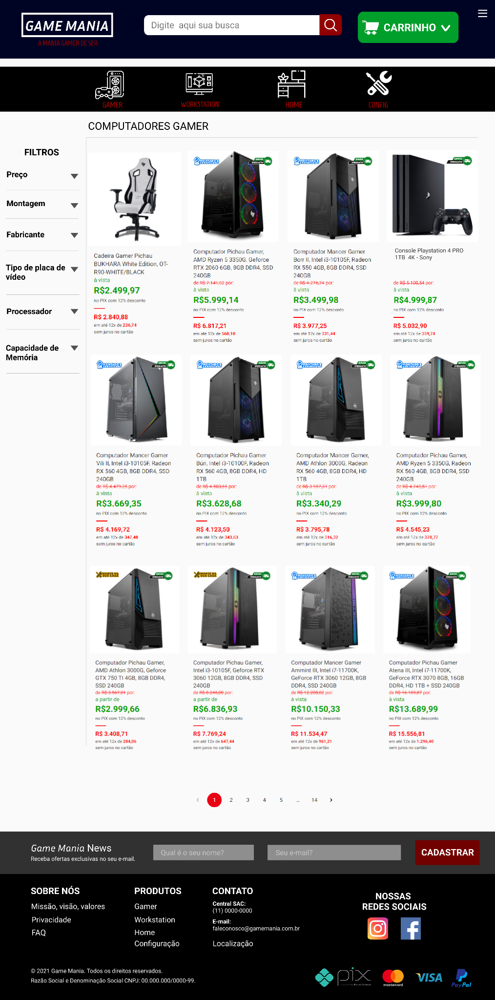 GAME MANIA
A MANIA GAMER DE SER.
Digite aqui sua busca
CARRINHO
GAMER
WORKSTATION
HOME
CONFIG
COMPUTADORES GAMER
FILTROS
Preço
Montagem
Fabricante
Tipo de placa de
vídeo
Processador
Capacidade de
Memória
Cadeira Gamer Pichau
BUKHARA White Edition, OT-
R90-WHITE/BLACK
à vista
R$2.499,97
no PIX com 12% desconto
R$ 2.840,88
em até 12x de 236,74
sem juros no cartão
MONTADO E
CERTIFICADO
ENVIO
IMEDIATO
Computador Pichau Gamer,
AMD Ryzen 5 3350G, Geforce
RTX 2060 6GB, 8GB DDR4, SSD
240GB
de R$ 7.141,82 por:
à vista
R$5.999,14
no PIX com 12% desconto
R$ 6.817,21
em até 12x de 568,10
sem juros no cartão
MONTADO E
CERTIFICADO
ENVIO
IMEDIATO
Computador Mancer Gamer
Borr II, Intel i3-10105F, Radeon
RX 550 4GB, 8GB DDR4, SSD
240GB
de R$ 4.276,74 por:
à vista
R$3.499,98
no PIX com 12% desconto
R$ 3.977,25
em até 12x de 331,44
sem juros no cartão
ENVIO
IMEDIATO
Console Playstation 4 PRO
1TB 4K - Sony
de R$ 5.100,54 por:
à vista
R$4.999,87
no PIX com 12% desconto
R$ 5.032,90
em até 12x de 359,74
sem juros no cartão
MONTADO E
CERTIFICADO
ENVIO
IMEDIATO
Computador Mancer Gamer
Vili II, Intel i3-10105F, Radeon
RX 560 4GB, 8GB DDR4, SSD
240GB
de R$ 4.479,25 por:
à vista
R$3.669,35
no PIX com 12% desconto
R$ 4.169,72
em até 12x de 347,48
sem juros no cartão
MONTADO E
CERTIFICADO
ENVIO
IMEDIATO
Computador Pichau Gamer
Búri, Intel i3-10100F, Radeon
RX 560 4GB, 8GB DDR4, HD
1TB
de R$ 4.503,65 por:
à vista
R$3.628,68
no PIX com 12% desconto
R$ 4.123,50
em até 12x de 343,63
sem juros no cartão
MONTADO E
CERTIFICADO
ENVIO
IMEDIATO
Computador Mancer Gamer,
AMD Athlon 3000G, Radeon
RX 560 4GB, 8GB DDR4, HD
1TB
de R$ 3.957,31 por:
à vista
R$3.340,29
no PIX com 12% desconto
R$ 3.795,78
em até 12x de 316,32
sem juros no cartão
MONTADO E
CERTIFICADO
ENVIO
IMEDIATO
Computador Pichau Gamer,
AMD Ryzen 5 3350G, Radeon
RX 560 4GB, 8GB DDR4, SSD
240GB
de R$ 4.740,51 por:
à vista
R$3.999,80
no PIX com 12% desconto
R$ 4.545,23
em até 12x de 378,77
sem juros no cartão
MONTE NA
SUA CASA
ENVIO
IMEDIATO
Computador Pichau Gamer,
AMD Athlon 3000G, Geforce
GTX 750 TI 4GB, 8GB DDR4,
SSD 240GB
de R$ 3.567,01 por:
a partir de
R$2.999,66
no PIX com 12% desconto
R$ 3.408,71
em até 12x de 284,06
sem juros no cartão
MONTE NA
SUA CASA
ENVIO
IMEDIATO
Computador Pichau Gamer,
Intel i3-10105F, Geforce RTX
3060 12GB, 8GB DDR4, SSD
240GB
de R$ 8.246,00 por:
a partir de
R$6.836,93
no PIX com 12% desconto
R$ 7.769,24
em até 12x de 647,44
sem juros no cartão
MONTADO E
CERTIFICADO
ENVIO
IMEDIATO
Computador Mancer Gamer
Ammint III, Intel i7-11700K,
GeForce RTX 3060 12GB, 8GB
DDR4, SSD 240GB
de R$ 12.208,02 por:
à vista
R$10.150,33
no PIX com 12% desconto
R$ 11.534,47
em até 12x de 961,21
sem juros no cartão
MONTADO E
CERTIFICADO
ENVIO
IMEDIATO
Computador Pichau Gamer
Atena III, Intel i7-11700K,
GeForce RTX 3070 8GB, 16GB
DDR4, HD 1TB + SSD 240GB
de R$ 16.109,87 por:
à vista
R$13.689,99
no PIX com 12% desconto
R$ 15.556,81
em até 12x de 1.296,40
sem juros no cartão
‹ 1 2 3 4 5 ... 14 ›
Game Mania News
Receba ofertas exclusivas no seu e-mail.
Qual é o seu nome?
Seu e-mail?
CADASTRAR
SOBRE NÓS
Missão, visão, valores
Privacidade
FAQ
PRODUTOS
Gamer
Workstation
Home
Configuração
CONTATO
Central SAC:
(11) 0000-0000
E-mail:
faleconosco@gamemania.com.br
Localização
NOSSAS
REDES SOCIAIS
© 2021 Game Mania. Todos os direitos reservados.
Razão Social e Denominação Social CNPJ: 00.000.000/0000-99.
pix
powered by Banco Central
mastercard
VISA
PayPal